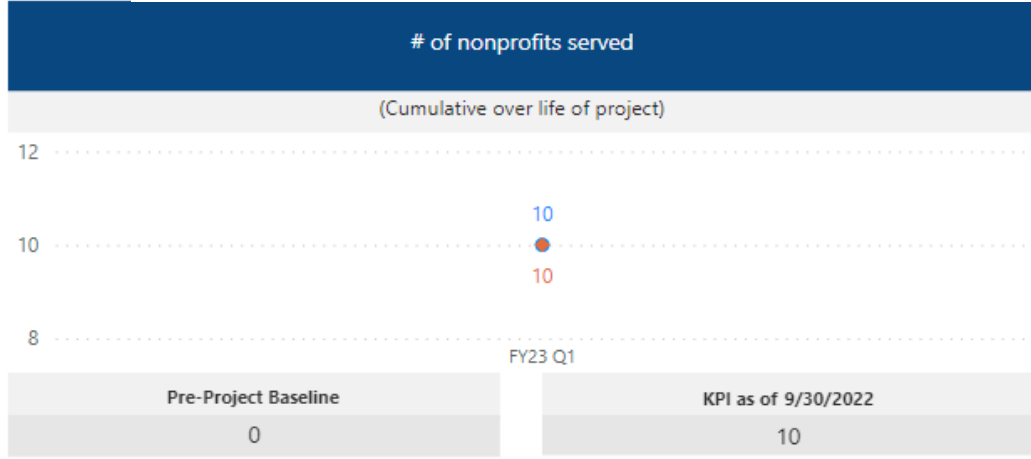 # of nonprofits served
(Cumulative over life of project)
12
10
10
10
8
FY23 Q1
Pre-Project Baseline
KPI as of 9/30/2022
0
10